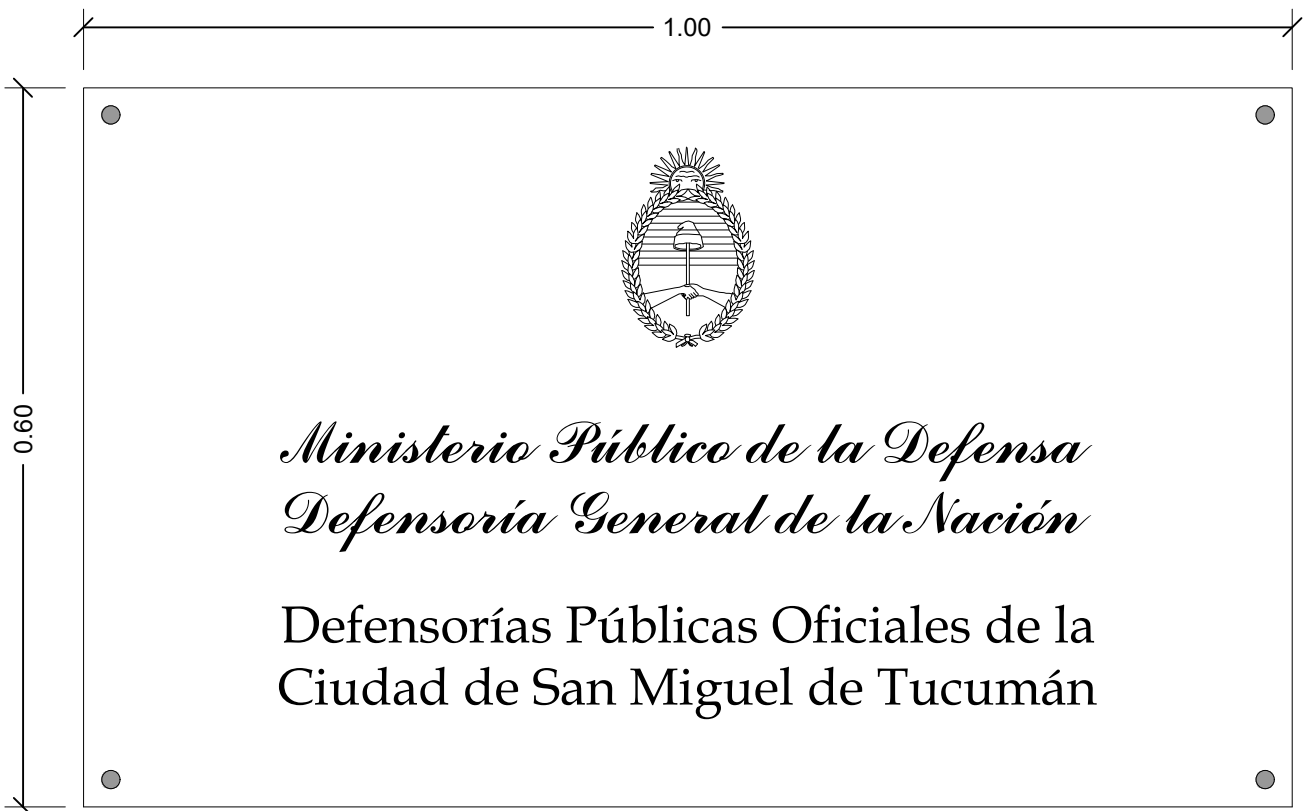 1.00
0.60
Ministerio Público de la Defensa
Defensoría General de la Nación
Defensorías Públicas Oficiales de la
Ciudad de San Miguel de Tucumán